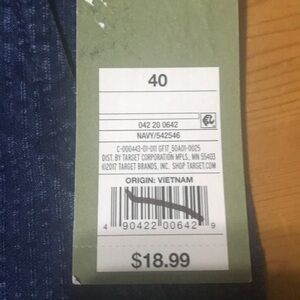 40
042 20 0642
NAVY/542546
C-000443-01-011 GF17_50A01-0025
DIST. BY TARGET CORPORATION MPLS., MN 55403
©2017 TARGET BRANDS, INC. SHOP TARGET.COM
ORIGIN: VIETNAM
4 90422 00642 9
$18.99